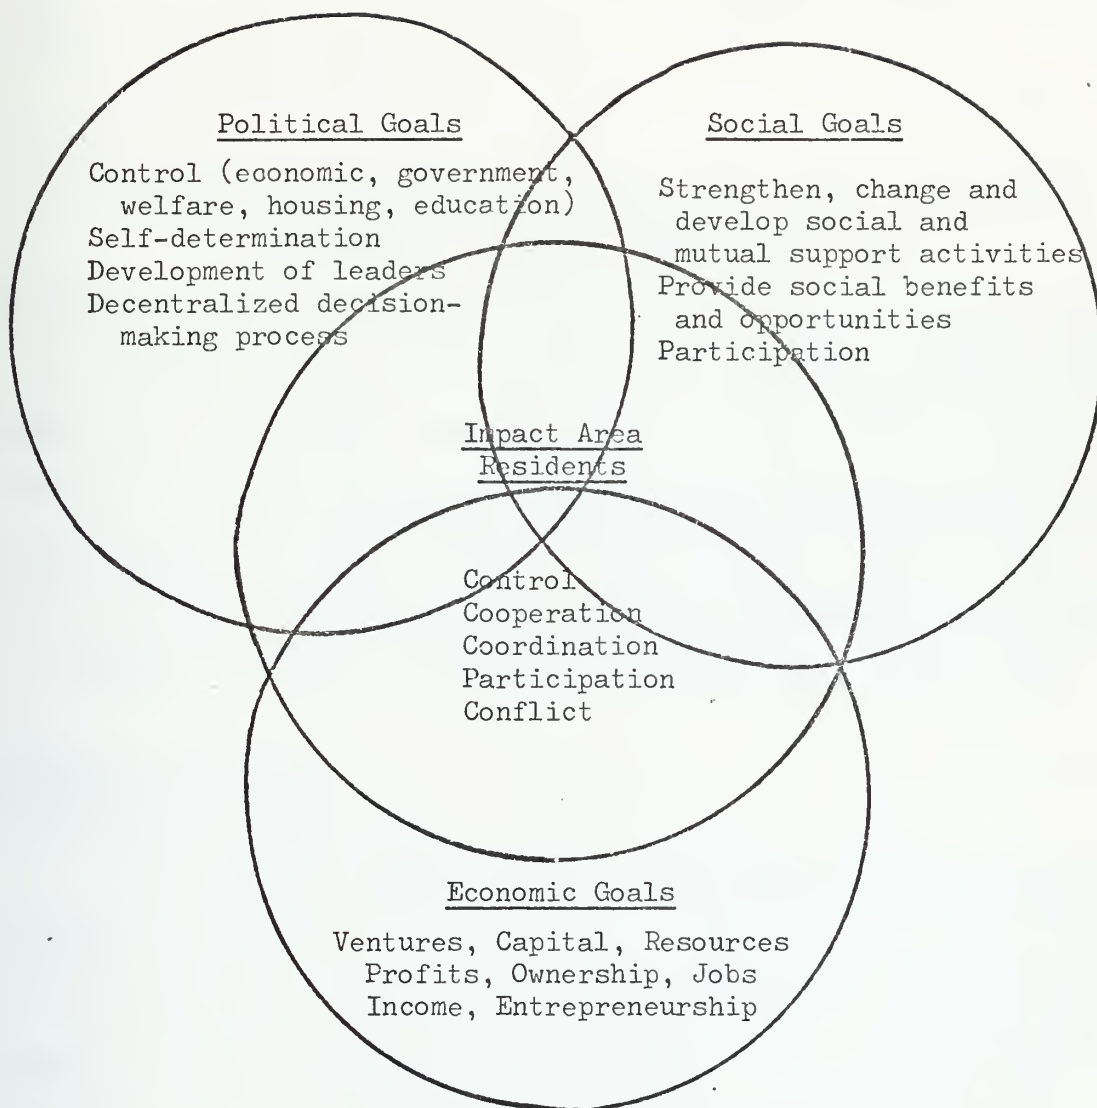 Political Goals
Control (economic, government,
welfare, housing, education)
Self-determination
Development of leaders
Decentralized decision-
making process
Social Goals
Strengthen, change and
develop social and
mutual support activities
Provide social benefits
and opportunities
Participation
Impact Area
Residents
Control
Cooperation
Coordination
Participation
Conflict
Economic Goals
Ventures, Capital, Resources
Profits, Ownership, Jobs
Income, Entrepreneurship